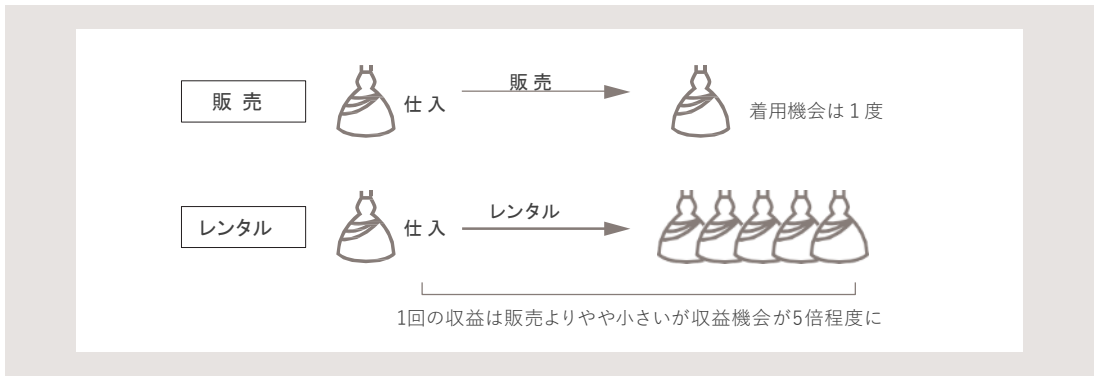 販売
仕入
販売
着用機会は1度
レンタル
仕入
レンタル
1回の収益は販売よりやや小さいが収益機会が5倍程度に